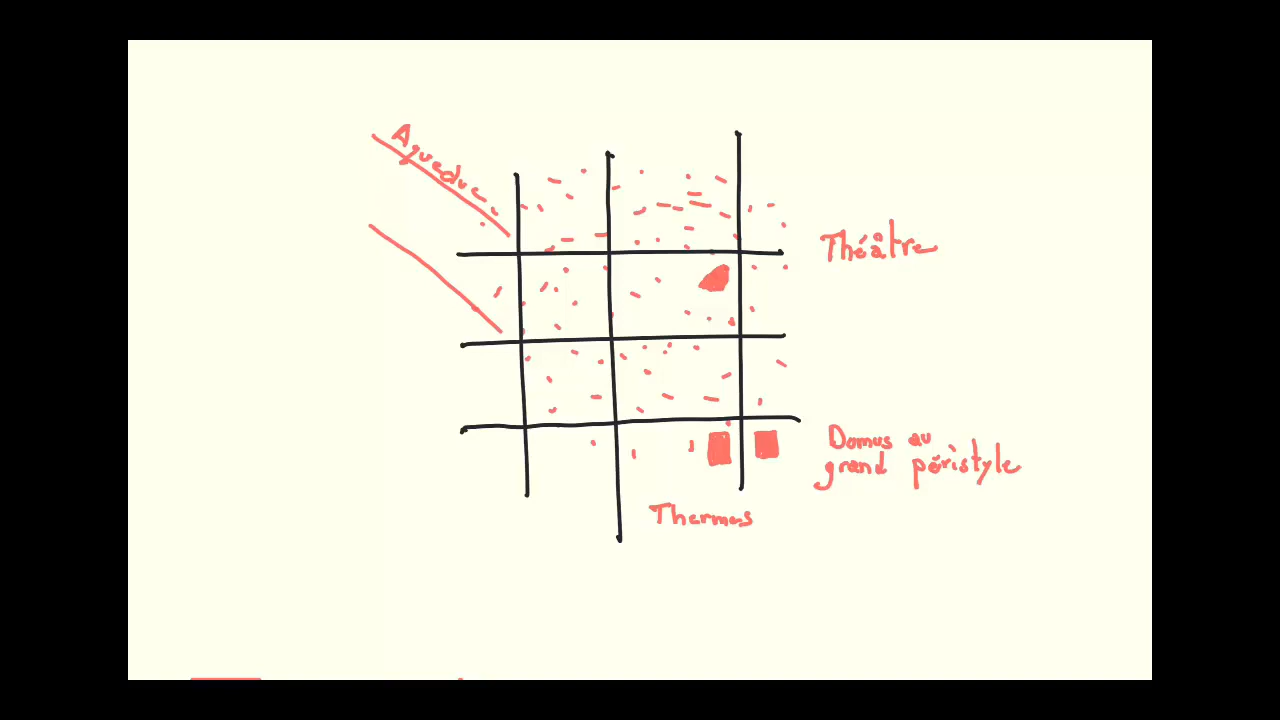 Aqueduc
Théâtre
Domus au
grand péristyle
Thermes